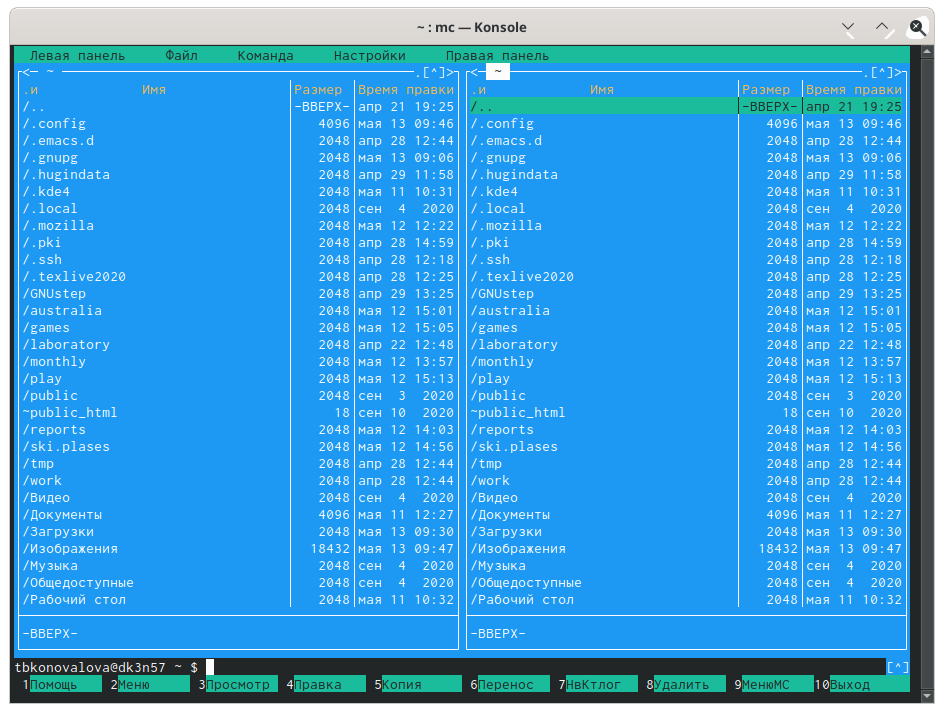 ~ : mc — Konsole
Левая панель Файл Команда Настройки Правая панель
<─ ~ .[^]> <─ ~ .[^]>
.и Имя Размер Время правки .и Имя Размер Время правки
/.. -ВВЕРХ- апр 21 19:25 /.. -ВВЕРХ- апр 21 19:25
/.config 4096 мая 13 09:46 /.config 4096 мая 13 09:46
/.emacs.d 2048 апр 28 12:44 /.emacs.d 2048 апр 28 12:44
/.gnupg 2048 мая 13 09:06 /.gnupg 2048 мая 13 09:06
/.hugindata 2048 апр 29 11:58 /.hugindata 2048 апр 29 11:58
/.kde4 2048 мая 11 10:31 /.kde4 2048 мая 11 10:31
/.local 2048 сен 4 2020 /.local 2048 сен 4 2020
/.mozilla 2048 мая 12 12:22 /.mozilla 2048 мая 12 12:22
/.pki 2048 апр 28 14:59 /.pki 2048 апр 28 14:59
/.ssh 2048 апр 28 12:18 /.ssh 2048 апр 28 12:18
/.texlive2020 2048 апр 28 12:25 /.texlive2020 2048 апр 28 12:25
/GNUstep 2048 апр 29 13:25 /GNUstep 2048 апр 29 13:25
/australia 2048 мая 12 15:01 /australia 2048 мая 12 15:01
/games 2048 мая 12 15:05 /games 2048 мая 12 15:05
/laboratory 2048 апр 22 12:48 /laboratory 2048 апр 22 12:48
/monthly 2048 мая 12 13:57 /monthly 2048 мая 12 13:57
/play 2048 мая 12 15:13 /play 2048 мая 12 15:13
/public 2048 сен 3 2020 /public 2048 сен 3 2020
~public_html 18 сен 10 2020 ~public_html 18 сен 10 2020
/reports 2048 мая 12 14:03 /reports 2048 мая 12 14:03
/ski.plases 2048 мая 12 14:56 /ski.plases 2048 мая 12 14:56
/tmp 2048 апр 28 12:44 /tmp 2048 апр 28 12:44
/work 2048 апр 28 12:44 /work 2048 апр 28 12:44
/Видео 2048 сен 4 2020 /Видео 2048 сен 4 2020
/Документы 4096 мая 11 12:27 /Документы 4096 мая 11 12:27
/Загрузки 2048 мая 13 09:30 /Загрузки 2048 мая 13 09:30
/Изображения 18432 мая 13 09:47 /Изображения 18432 мая 13 09:47
/Музыка 2048 сен 4 2020 /Музыка 2048 сен 4 2020
/Общедоступные 2048 сен 4 2020 /Общедоступные 2048 сен 4 2020
/Рабочий стол 2048 мая 11 10:32 /Рабочий стол 2048 мая 11 10:32
-ВВЕРХ- -ВВЕРХ-
tbkonovalova@dk3n57 ~ $ [^]
1Помощь 2Меню 3Просмотр 4Правка 5Копия 6Перенос 7НвКтлог 8Удалить 9МенюМС 10Выход